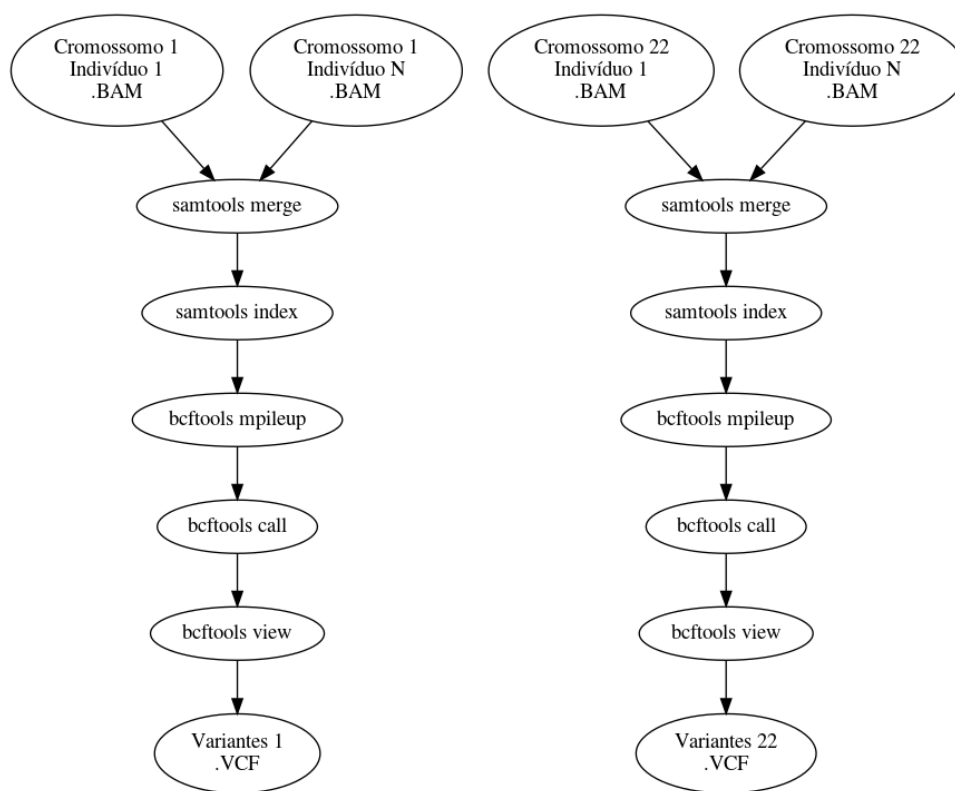 Cromossomo 1
Indivíduo 1
.BAM
Cromossomo 1
Indivíduo N
.BAM
Cromossomo 22
Indivíduo 1
.BAM
Cromossomo 22
Indivíduo N
.BAM
samtools merge
samtools merge
samtools index
samtools index
bcftools mpileup
bcftools mpileup
bcftools call
bcftools call
bcftools view
bcftools view
Variantes 1
.VCF
Variantes 22
.VCF